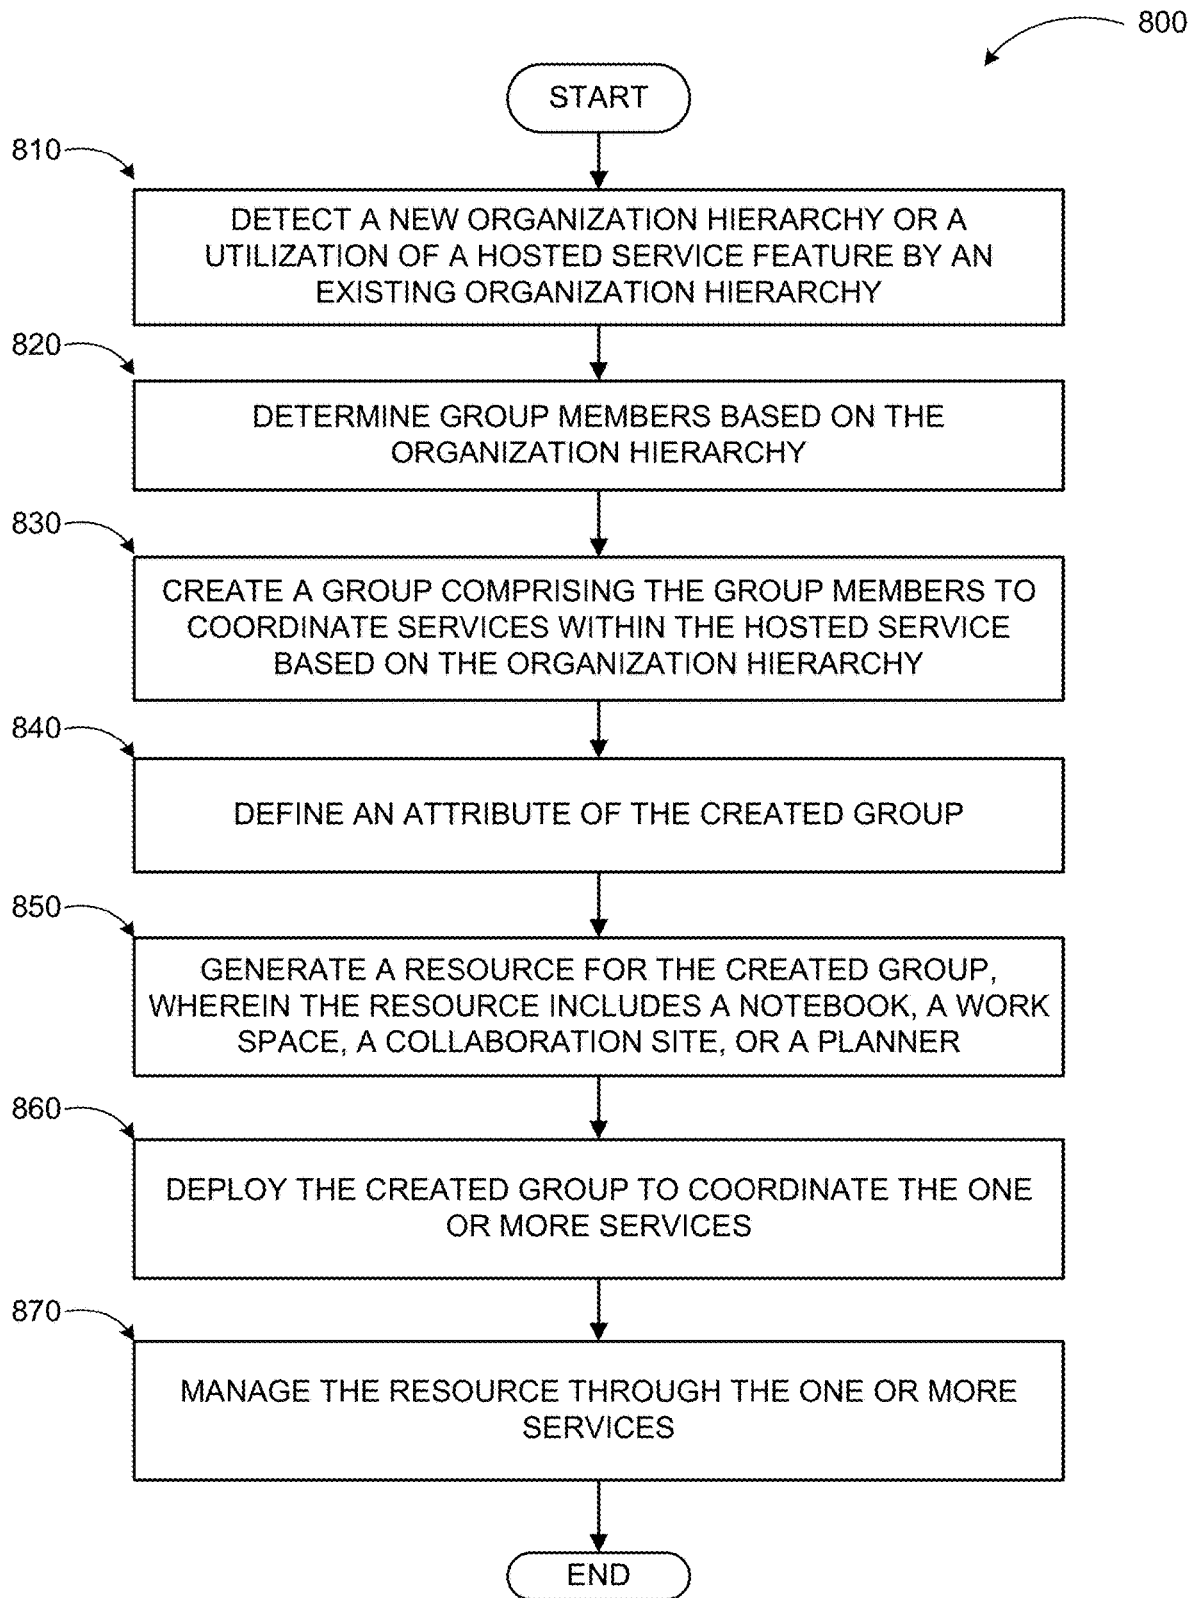 800
START
810
DETECT A NEW ORGANIZATION HIERARCHY OR A
UTILIZATION OF A HOSTED SERVICE FEATURE BY AN
EXISTING ORGANIZATION HIERARCHY
820
DETERMINE GROUP MEMBERS BASED ON THE
ORGANIZATION HIERARCHY
830
CREATE A GROUP COMPRISING THE GROUP MEMBERS TO
COORDINATE SERVICES WITHIN THE HOSTED SERVICE
BASED ON THE ORGANIZATION HIERARCHY
840
DEFINE AN ATTRIBUTE OF THE CREATED GROUP
850
GENERATE A RESOURCE FOR THE CREATED GROUP,
WHEREIN THE RESOURCE INCLUDES A NOTEBOOK, A WORK
SPACE, A COLLABORATION SITE, OR A PLANNER
860
DEPLOY THE CREATED GROUP TO COORDINATE THE ONE
OR MORE SERVICES
870
MANAGE THE RESOURCE THROUGH THE ONE OR MORE
SERVICES
END